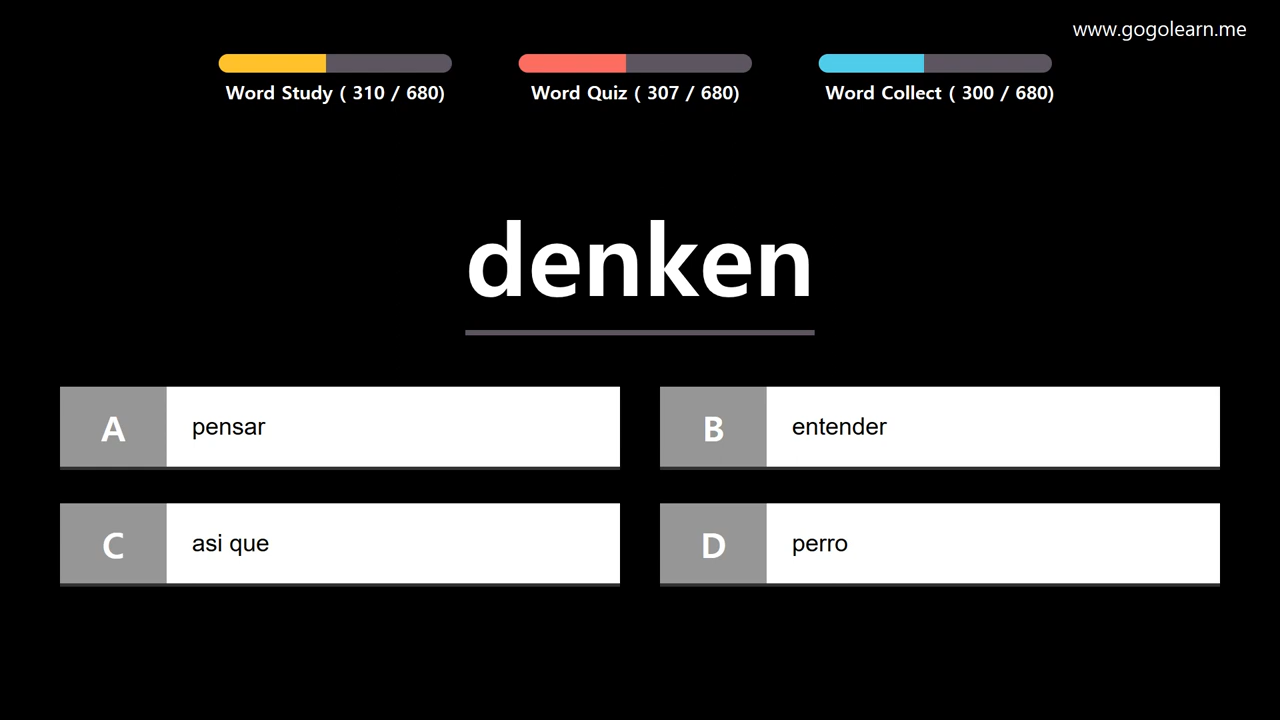 www.gogolearn.me
Word Study ( 310 / 680)
Word Quiz ( 307 / 680)
Word Collect ( 300 / 680)
denken
A pensar
B entender
C asi que
D perro